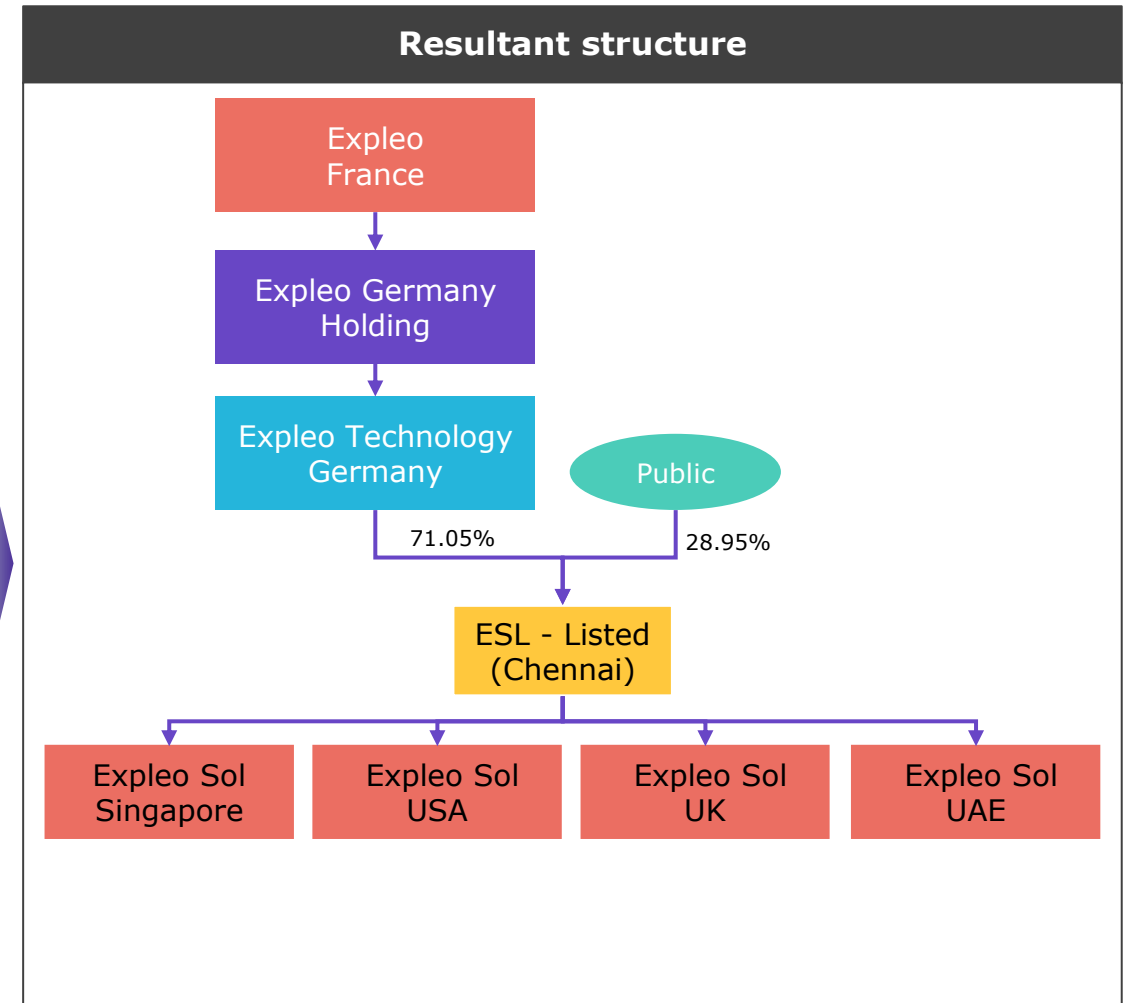 Resultant structure
Expleo
France
Expleo Germany
Holding
Expleo Technology
Germany
Public
71.05%
28.95%
ESL - Listed
(Chennai)
Expleo Sol
Singapore
Expleo Sol
USA
Expleo Sol
UK
Expleo Sol
UAE